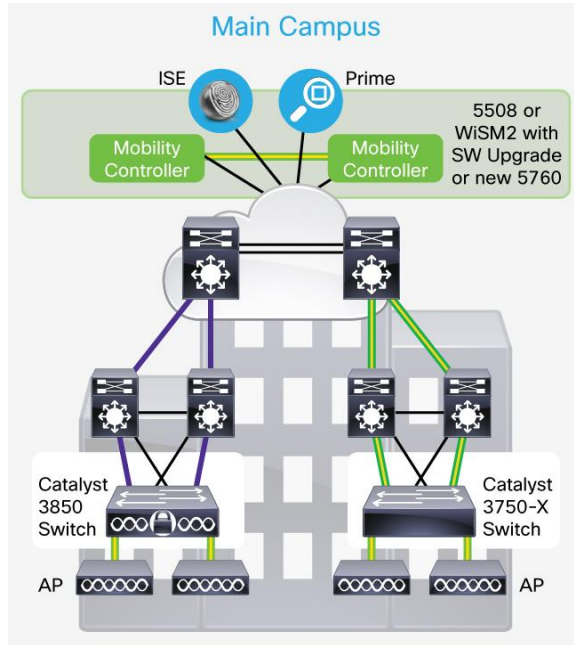 Main Campus
ISE
Prime
Mobility
Controller
Mobility
Controller
5508 or
WiSM2 with
SW Upgrade
or new 5760
Catalyst
3850
Switch
Catalyst
3750-X
Switch
AP
AP